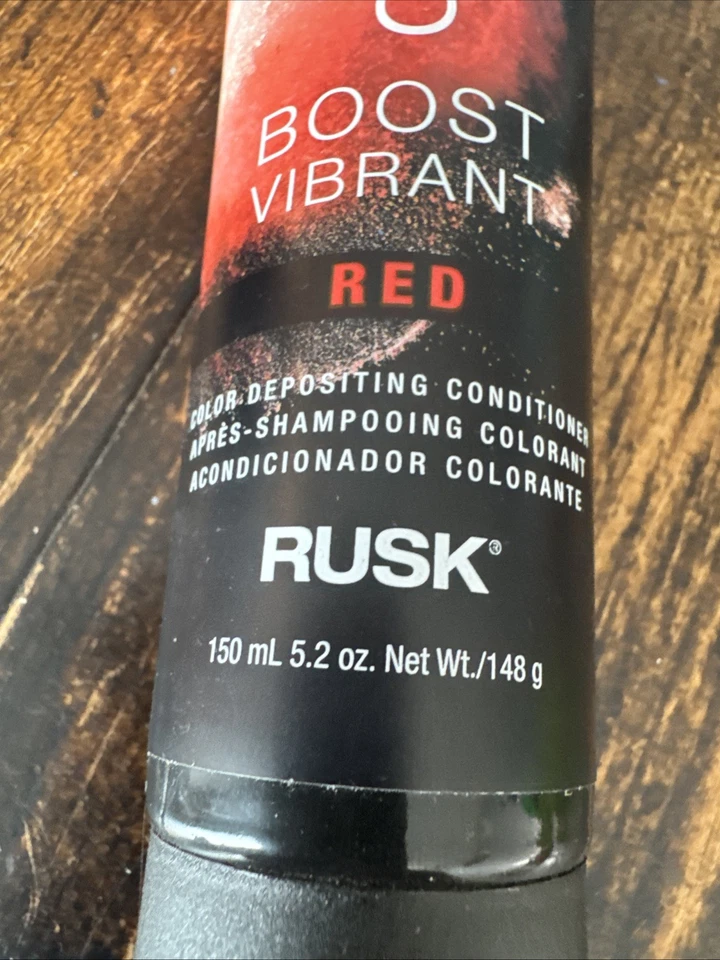 BOOST
VIBRANT
RED
COLOR DEPOSITING CONDITIONER
APRÈS-SHAMPOOING COLORANT
ACONDICIONADOR COLORANTE
RUSK®
150 mL 5.2 oz. Net Wt./148 g